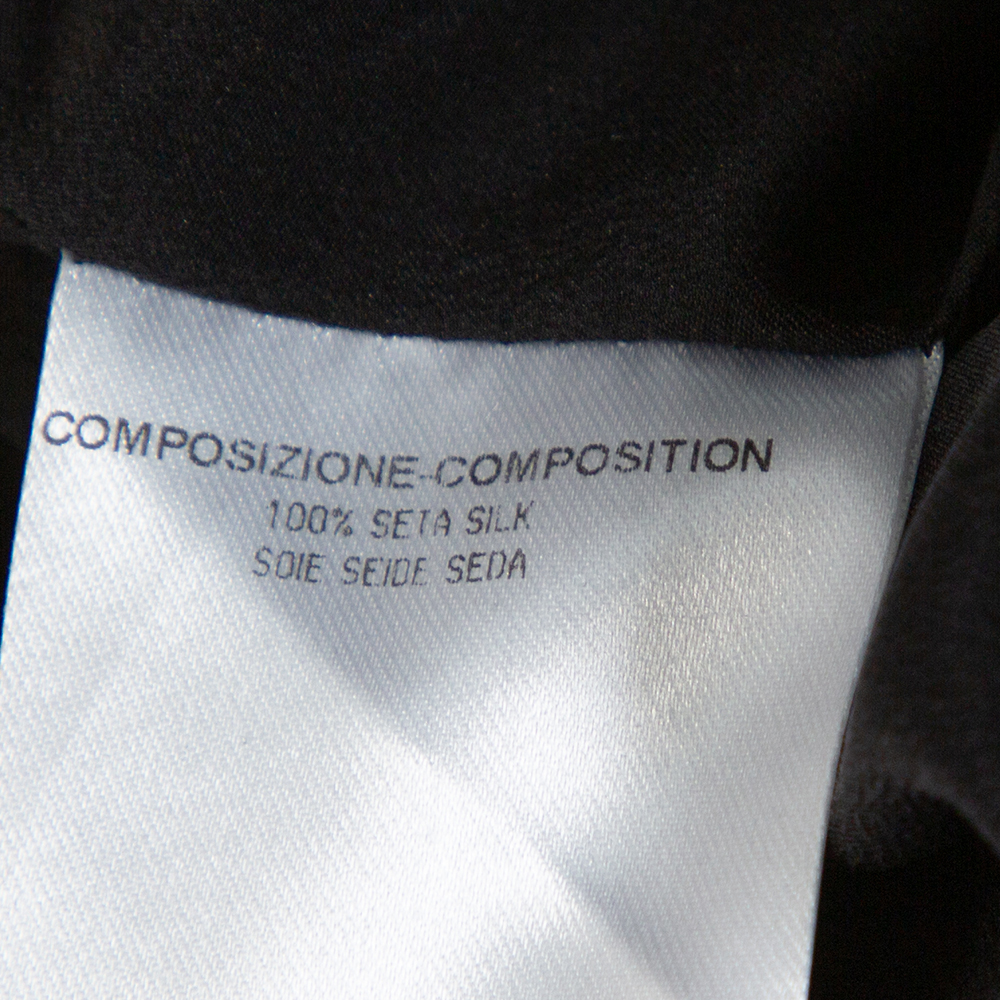 COMPOSIZIONE-COMPOSITION
100% SETA SILK
SOIE SEIDE SEDA